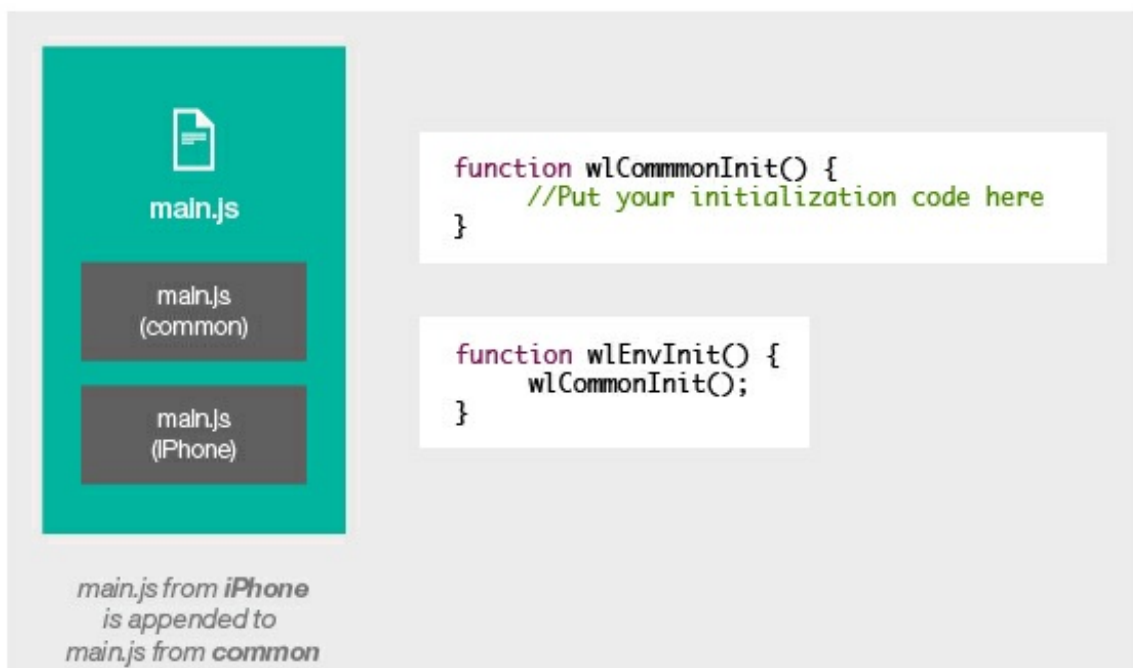 main.js
main.js
(common)
main.js
(iPhone)
main.js from iPhone
is appended to
main.js from common
function wlCommmonInit() {
//Put your initialization code here
}
function wlEnvInit() {
wlCommonInit();
}